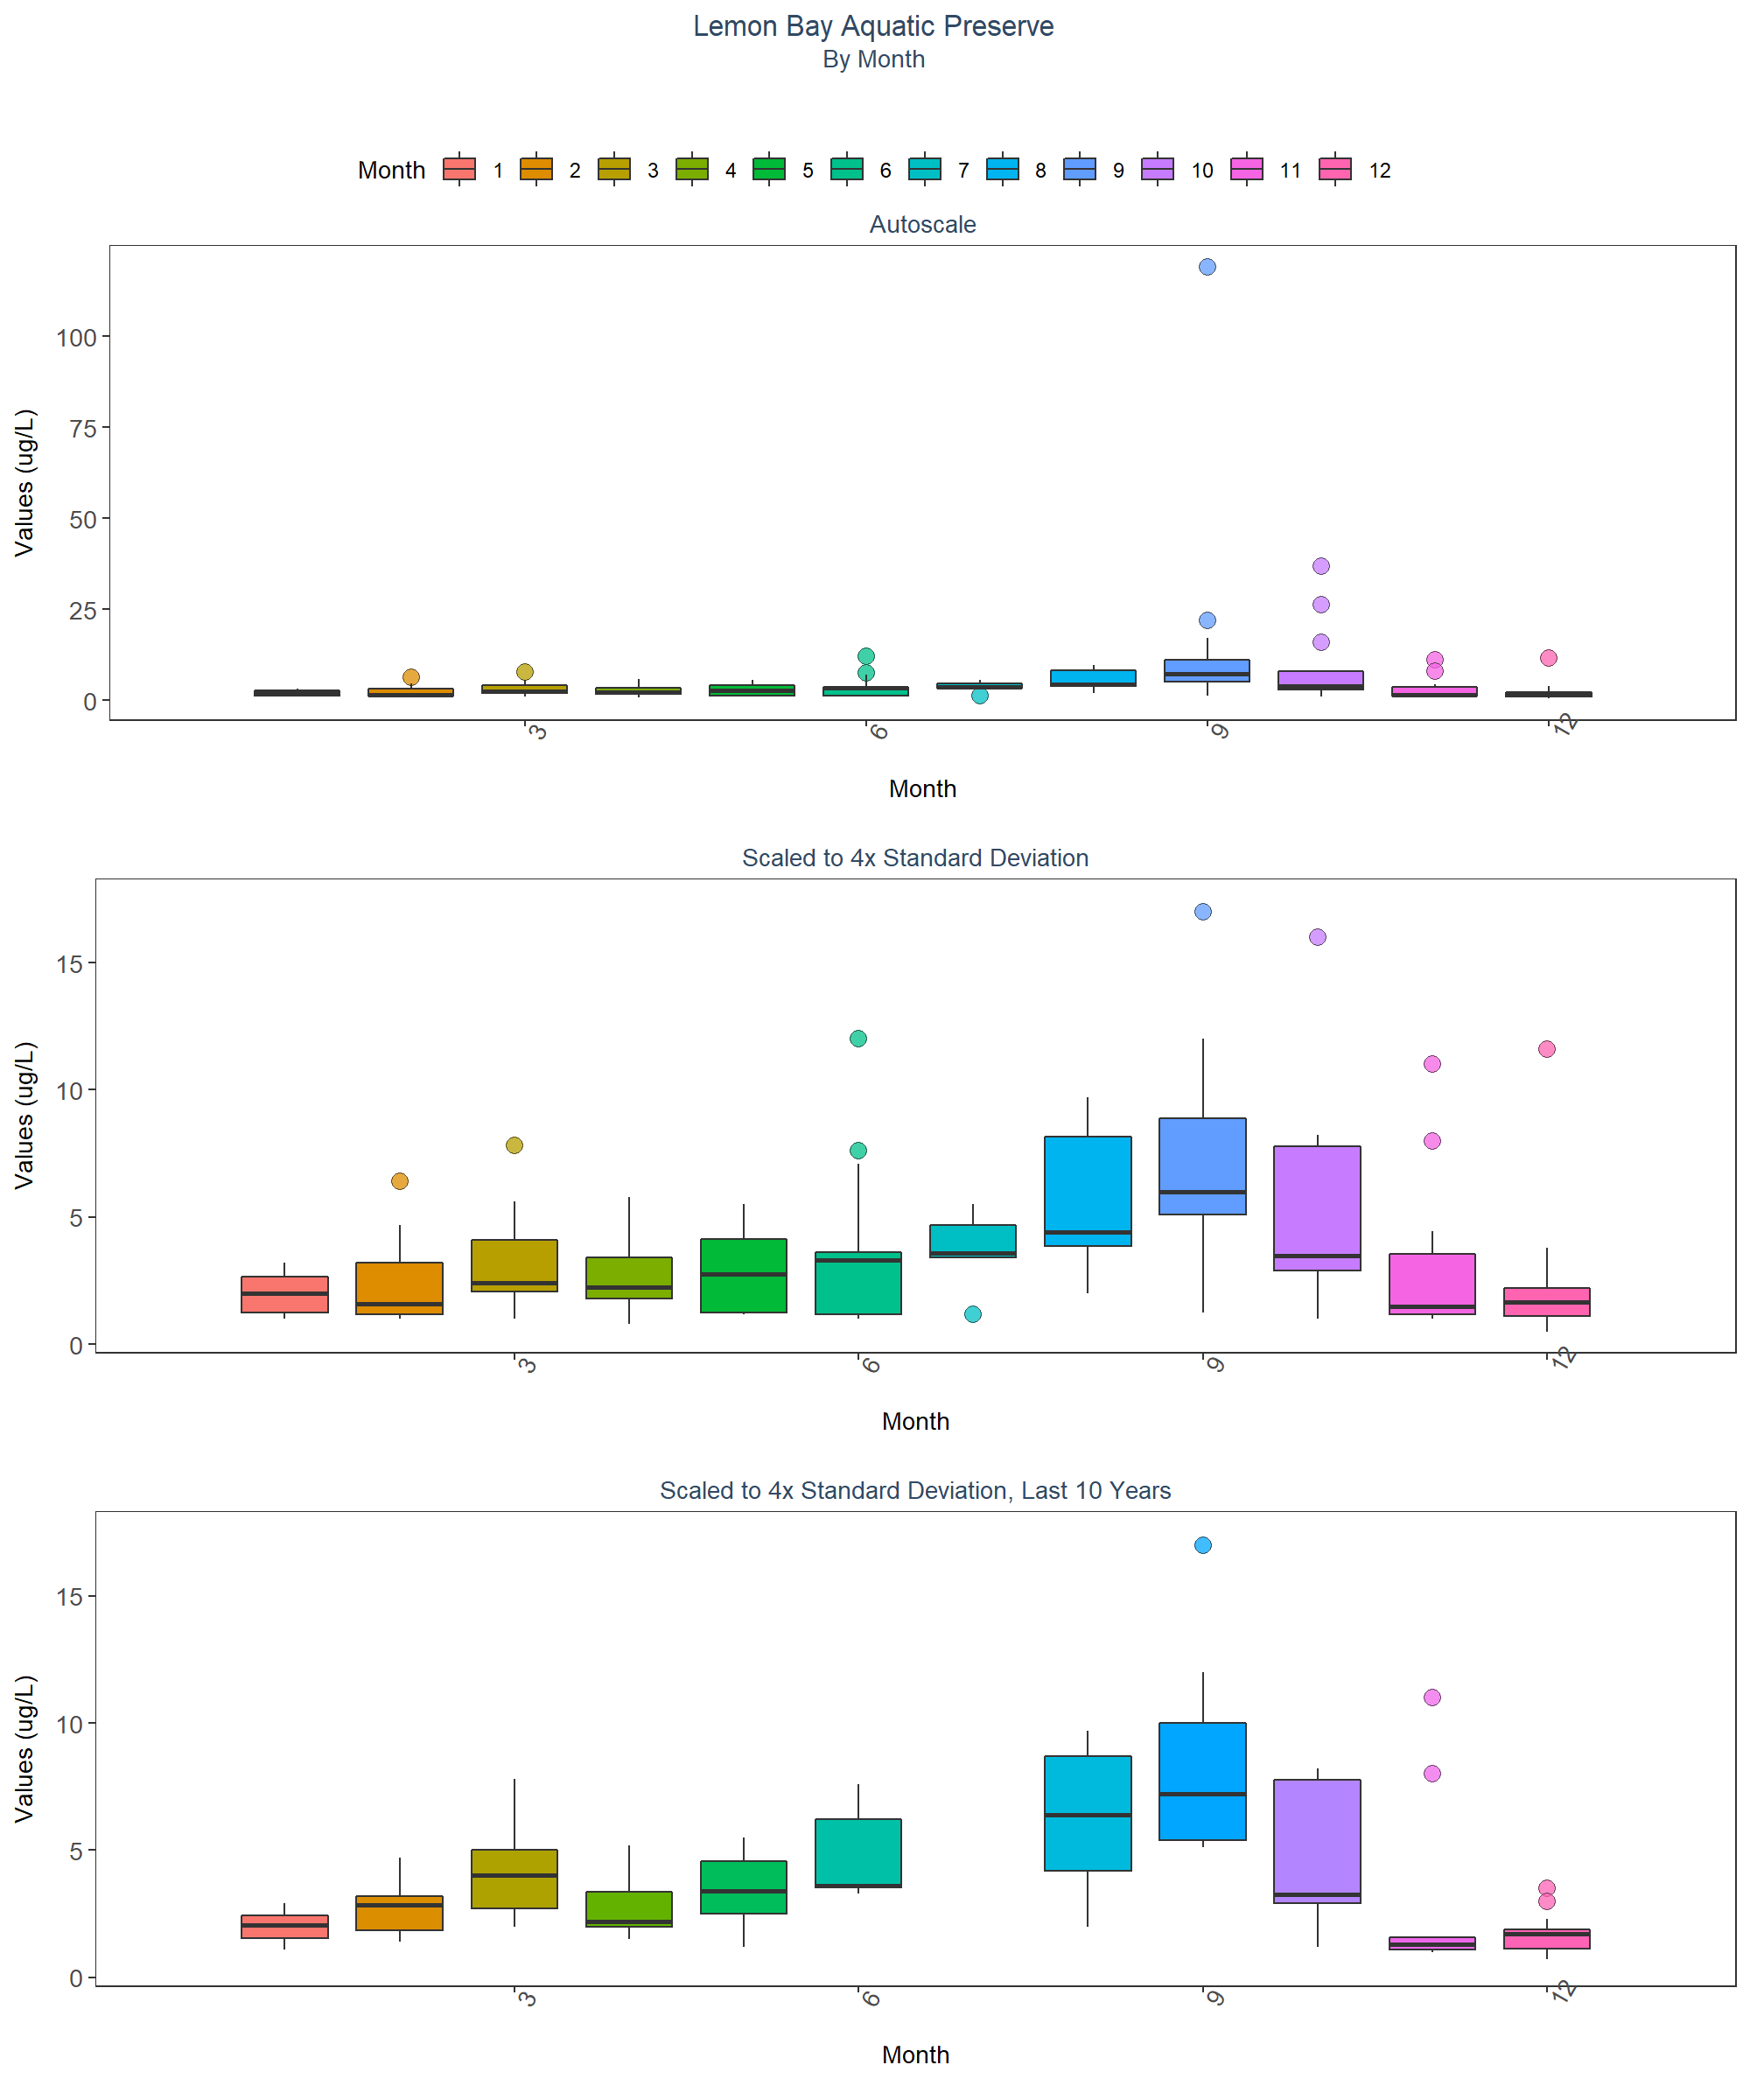 Lemon Bay Aquatic Preserve
By Month
Month 1 2 3 4 5 6 7 8 9 10 11 12
Autoscale
Values (ug/L)
100
75
50
25
0
3 6 9 12
Month
Scaled to 4x Standard Deviation
Values (ug/L)
15
10
5
0
3 6 9 12
Month
Scaled to 4x Standard Deviation, Last 10 Years
Values (ug/L)
15
10
5
0
3 6 9 12
Month